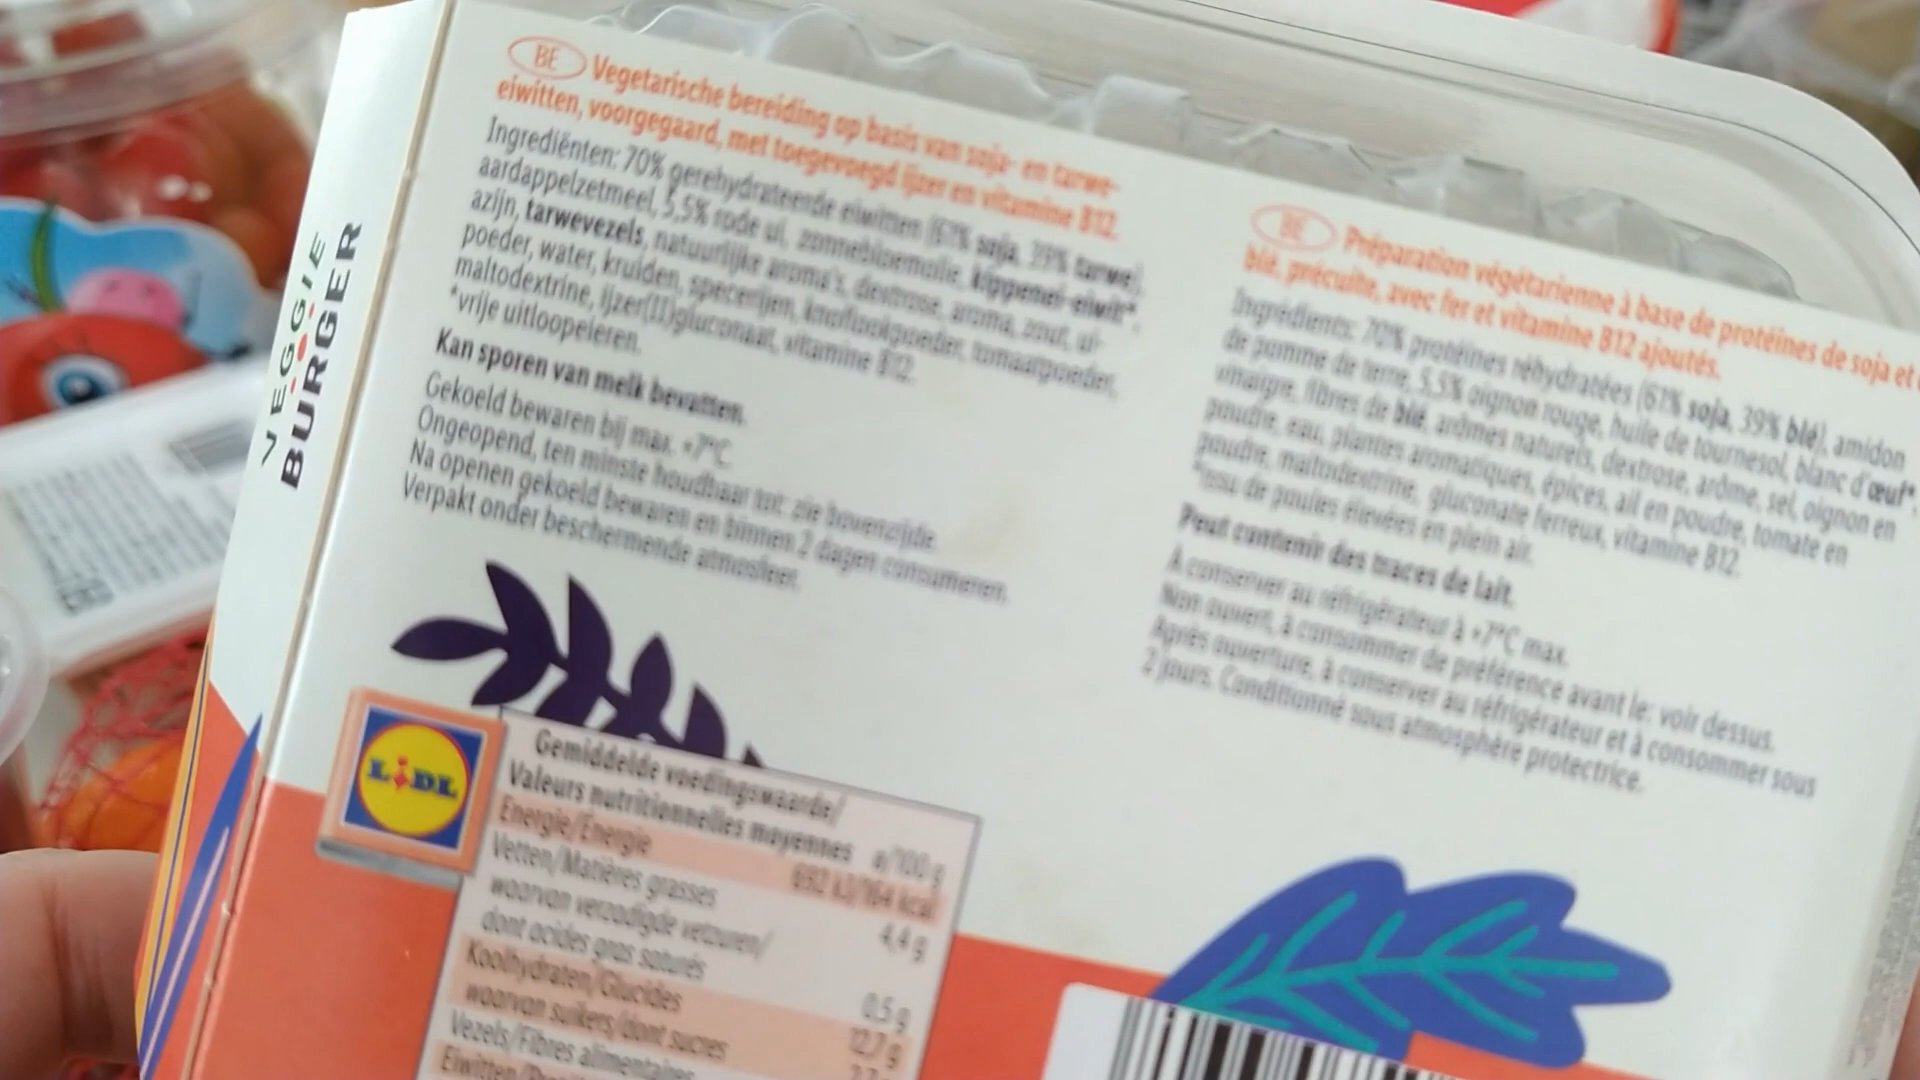 VEGGIE
BURGER
BE Vegetarische bereiding op basis van soja- en tarwe-
eiwitten, voorgegaard, met toegevoegd ijzer en vitamine B12.
Ingrediënten: 70% gerehydrateerde eiwitten (61% soja, 39% tarwe),
aardappelzetmeel, 5,5% rode ui, zonnebloemolie, kippenei-eiwit*,
azijn, tarwevezels, natuurlijke aroma's, dextrose, aroma, zout, ui-
poeder, water, kruiden, specerijen, knoflookpoeder, tomaatpoeder,
maltodextrine, ijzer(II)gluconaat, vitamine B12.
*vrije uitloopeieren.
Kan sporen van melk bevatten.
Gekoeld bewaren bij max. +7°C
Ongeopend, ten minste houdbaar tot: zie bovenzijde.
Na openen gekoeld bewaren en binnen 2 dagen consumeren.
Verpakt onder beschermende atmosfeer.
BE Préparation végétarienne à base de protéines de soja et
blé, précuite, avec fer et vitamine B12 ajoutés.
Ingrédients: 70% protéines réhydratées (61% soja, 39% blé), amidon
de pomme de terre, 5,5% oignon rouge, huile de tournesol, blanc d'œuf*,
vinaigre, fibres de blé, arômes naturels, dextrose, arôme, sel, oignon en
poudre, eau, plantes aromatiques, épices, ail en poudre, tomate en
poudre, maltodextrine, gluconate ferreux, vitamine B12.
*issu de poules élevées en plein air.
Peut contenir des traces de lait.
À conserver au réfrigérateur à +7°C max.
Non ouvert, à consommer de préférence avant le: voir dessus.
Après ouverture, à conserver au réfrigérateur et à consommer sous
2 jours. Conditionné sous atmosphère protectrice.
LiDL
Gemiddelde voedingswaarde/
Valeurs nutritionnelles moyennes a/100 g
Energie/Énergie 692 kJ/164 kcal
Vetten/Matières grasses 4,4 g
waarvan verzadigde vetzuren/
dont acides gras saturés 0,5 g
Koolhydraten/Glucides 12,7 g
waarvan suikers/dont sucres
Vezels/Fibres alimentaires
Eiwitten